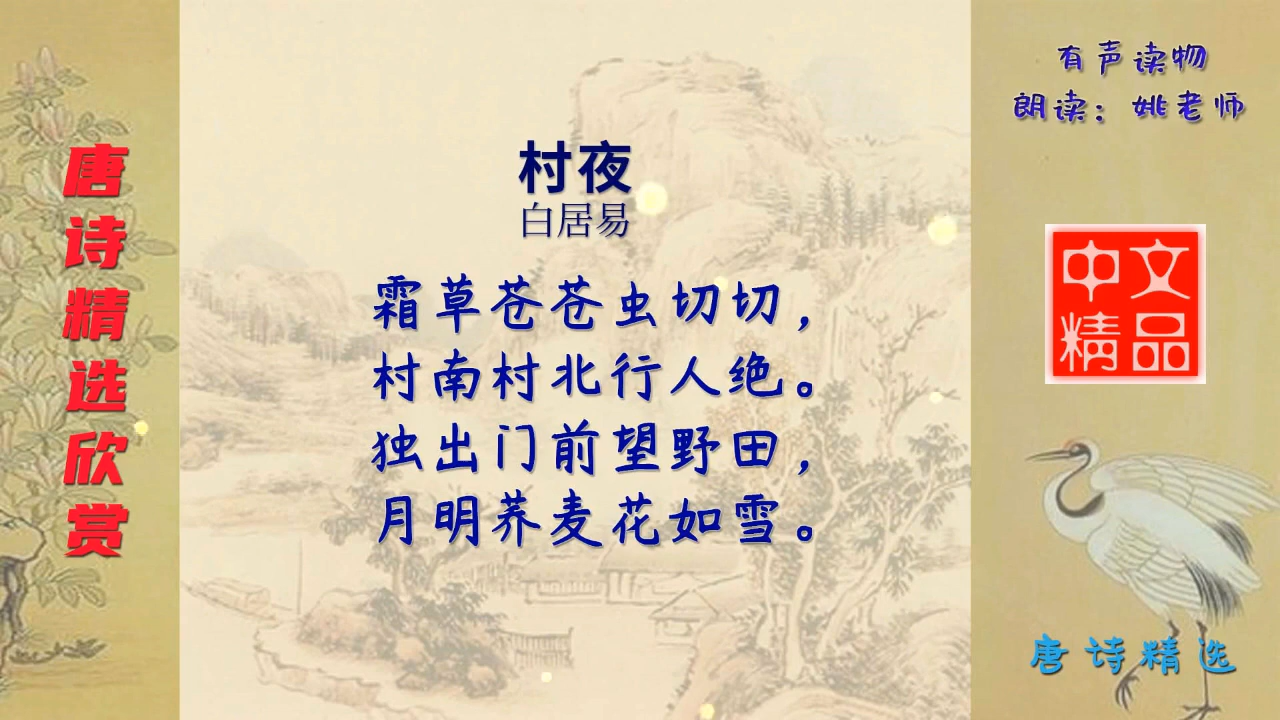 唐诗精选欣赏
村夜
白居易
霜草苍苍虫切切，
村南村北行人绝。
独出门前望野田，
月明荞麦花如雪。
有声读物
朗读：姚老师
中文
精品
唐诗精选